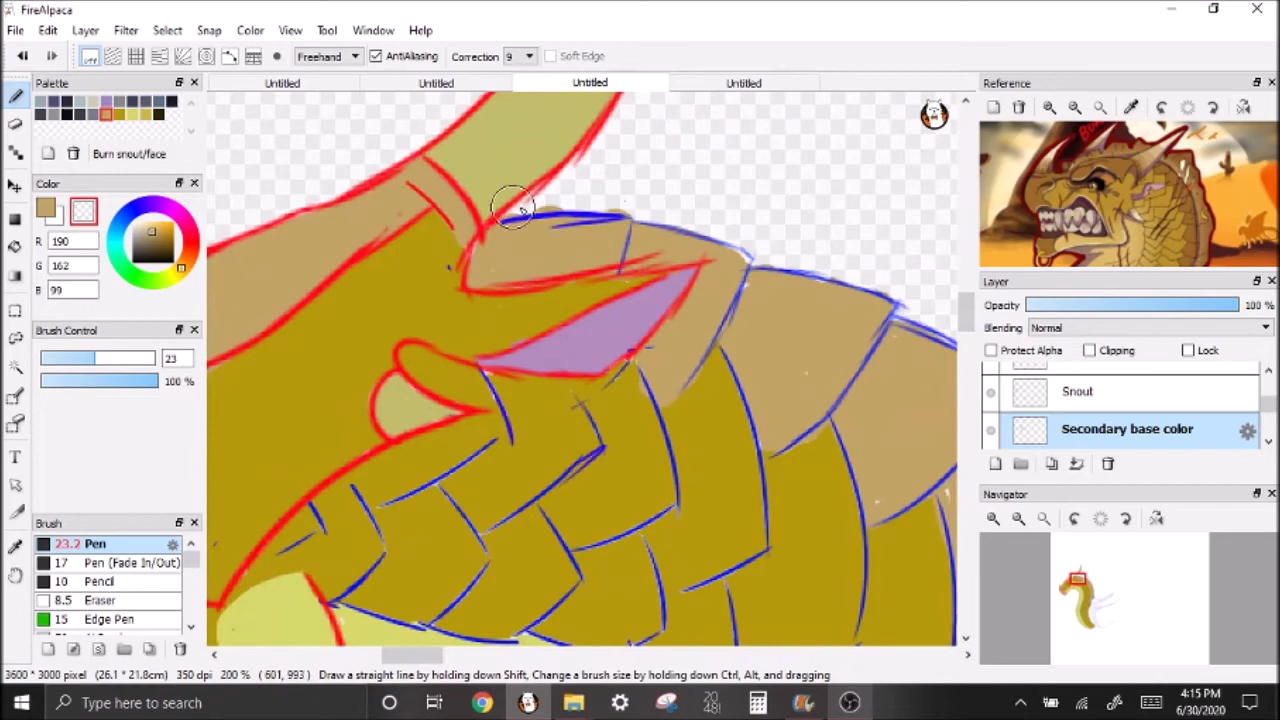 FireAlpaca
File Edit Layer Filter Select Snap Color View Tool Window Help
OFF Freehand AntiAliasing Correction 9 Soft Edge
Palette
Untitled Untitled Untitled Untitled
Reference
Burn snout/face
Color
R 190
G 162
B 99
Layer
Opacity 100 %
Blending Normal
Protect Alpha Clipping Lock
Snout
Secondary base color
Brush Control
23
100 %
Navigator
Brush
23.2 Pen
17 Pen (Fade In/Out)
10 Pencil
8.5 Eraser
15 Edge Pen
3600 * 3000 pixel (26.1 * 21.8cm) 350 dpi 200 % ( 601, 993 ) Draw a straight line by holding down Shift, Change a brush size by holding down Ctrl, Alt, and dragging
Type here to search
20
48
4:15 PM
6/30/2020